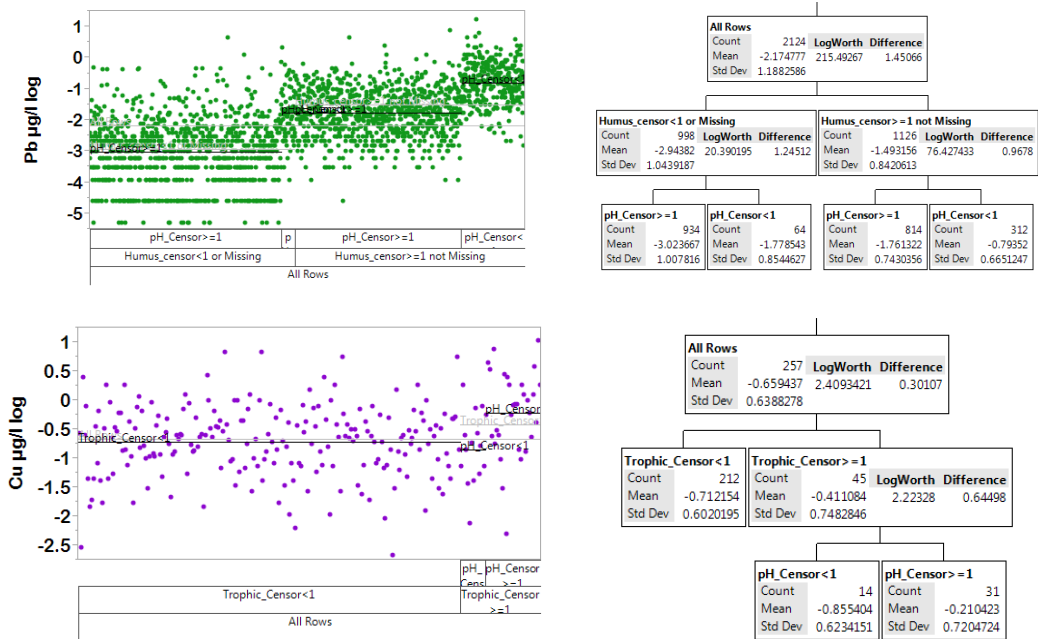 Pb µg/l log
1
0
-1
-2
-3
-4
-5
pH_Censor<1
pH_Censor>=1
pH_Censor>=1
pH_Censor>=1
p
pH_Censor>=1
pH_Censor<
Humus_censor<1 or Missing
Humus_censor>=1 not Missing
All Rows
All Rows
Count 2124 LogWorth Difference
Mean -2.174777 215.49267 1.45066
Std Dev 1.1882586
Humus_censor<1 or Missing
Count 998 LogWorth Difference
Mean -2.94382 20.390195 1.24512
Std Dev 1.0439187
Humus_censor>=1 not Missing
Count 1126 LogWorth Difference
Mean -1.493156 76.427433 0.9678
Std Dev 0.8420613
pH_Censor>=1
Count 934
Mean -3.023667
Std Dev 1.007816
pH_Censor<1
Count 64
Mean -1.778543
Std Dev 0.8544627
pH_Censor>=1
Count 814
Mean -1.761322
Std Dev 0.7430356
pH_Censor<1
Count 312
Mean -0.79352
Std Dev 0.6651247
Cu µg/l log
1
0.5
0
-0.5
-1
-1.5
-2
-2.5
pH_Censor
Trophic_Censor
Trophic_Censor<1
pH_Censor<1
pH_
Cens
pH_Censor
>=1
Trophic_Censor<1
Trophic_Censor
>=1
All Rows
All Rows
Count 257 LogWorth Difference
Mean -0.659437 2.4093421 0.30107
Std Dev 0.6388278
Trophic_Censor<1
Count 212
Mean -0.712154
Std Dev 0.6020195
Trophic_Censor>=1
Count 45 LogWorth Difference
Mean -0.411084 2.22328 0.64498
Std Dev 0.7482846
pH_Censor<1
Count 14
Mean -0.855404
Std Dev 0.6234151
pH_Censor>=1
Count 31
Mean -0.210423
Std Dev 0.7204724